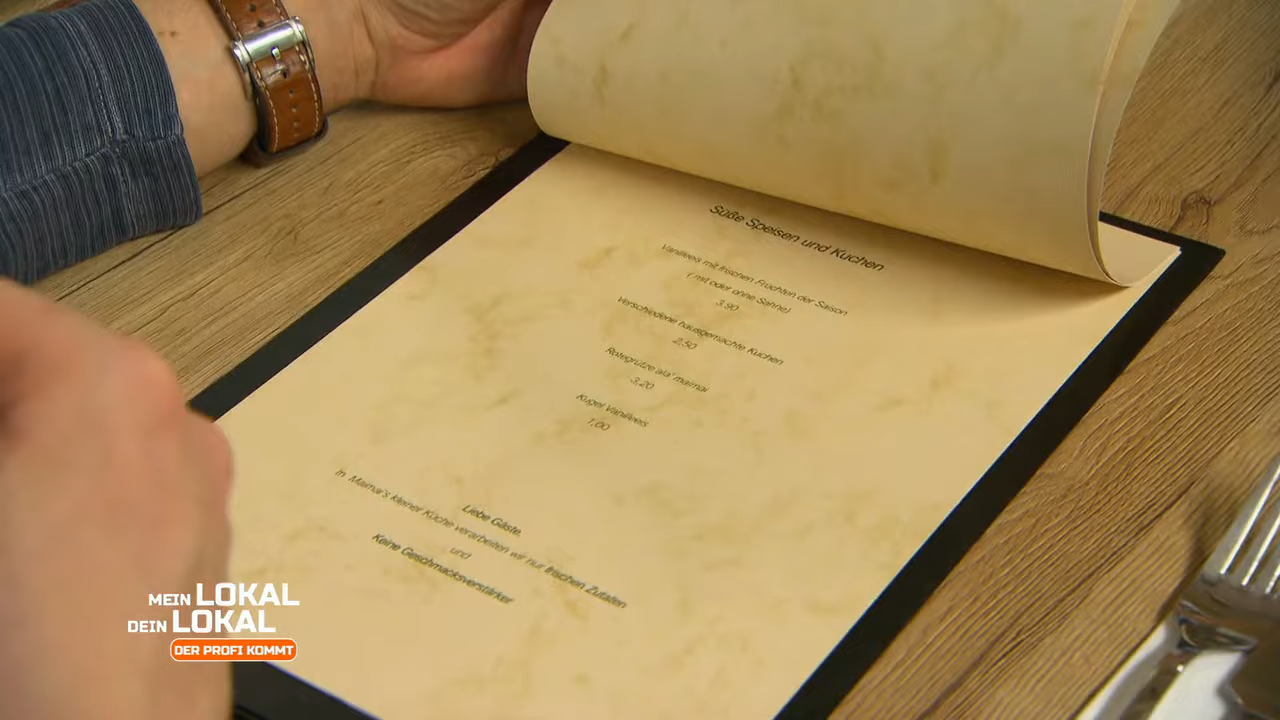 Süße Speisen und Kuchen
Vanilleeis mit frischen Früchten der Saison
( mit oder ohne Sahne)
3,90
Verschiedene hausgemachte Kuchen
2,50
Rotegrütze ala' maimai
3,20
Kugel Vanilleeis
1,00
Liebe Gäste,
In Maimai's kleiner Küche verarbeiten wir nur frischen Zutaten
und
Keine Geschmacksverstärker
MEIN LOKAL
DEIN LOKAL
DER PROFI KOMMT